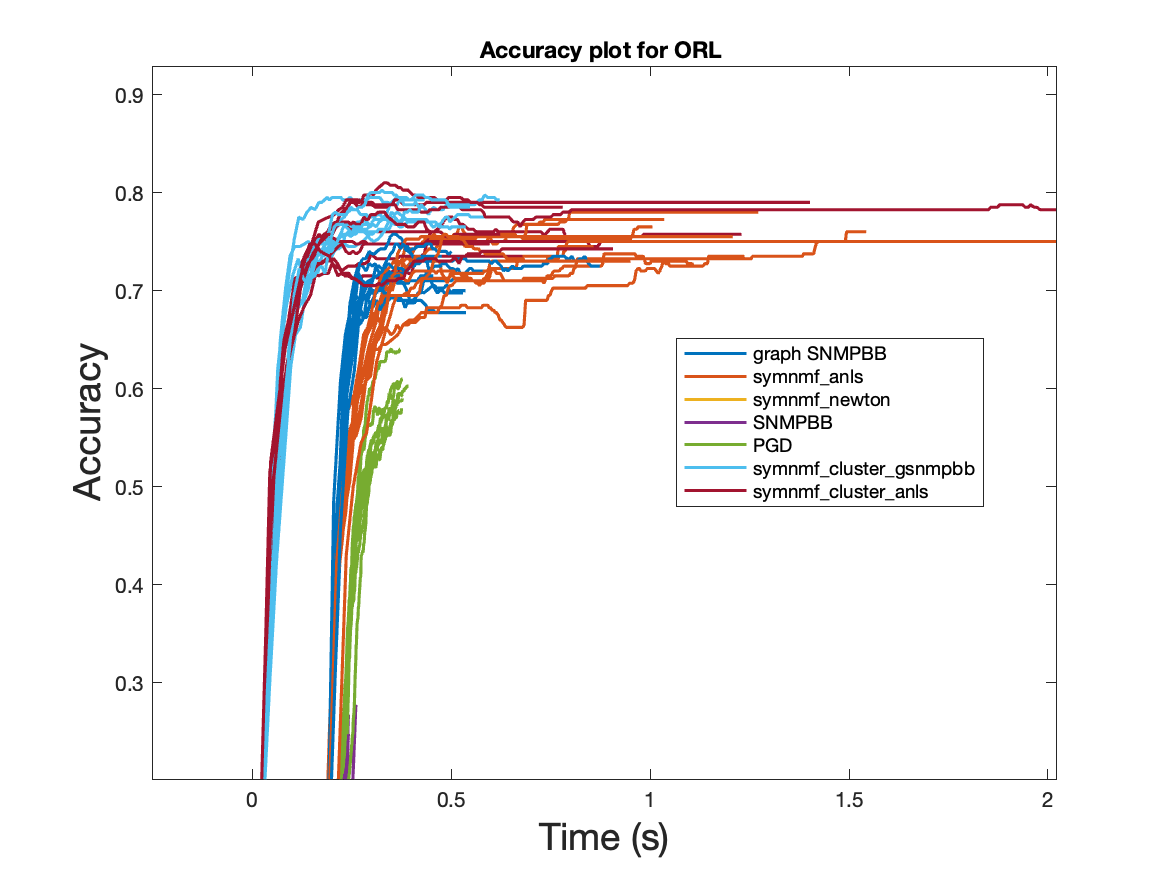 Accuracy plot for ORL
0.9
0.8
0.7
0.6
0.5
0.4
0.3
Accuracy
graph SNMPBB
symnmf_anls
symnmf_newton
SNMPBB
PGD
symnmf_cluster_gsnmpbb
symnmf_cluster_anls
0 0.5 1 1.5 2
Time (s)